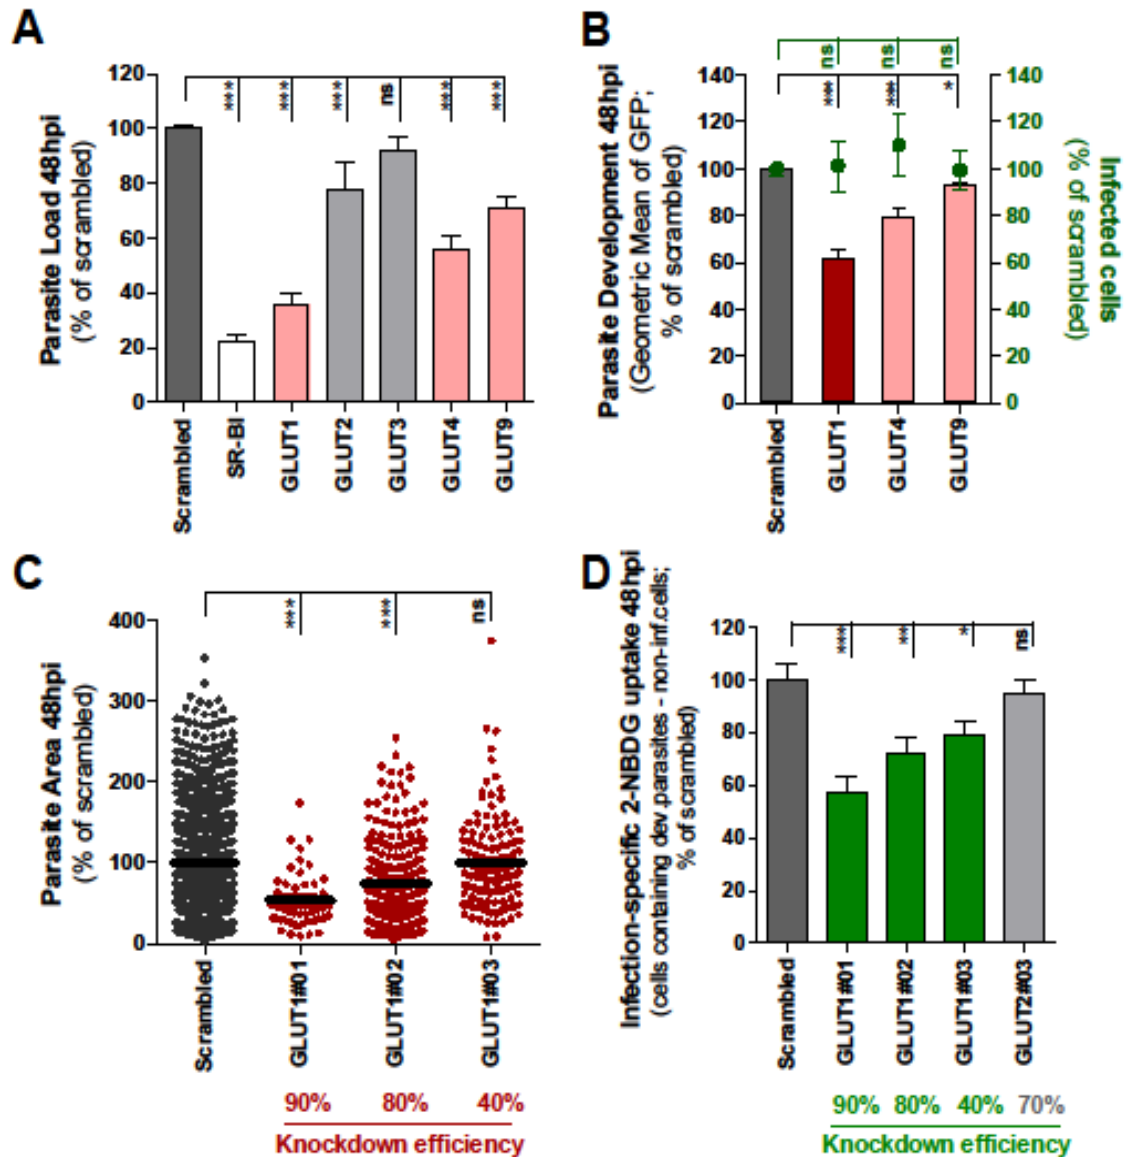 A
Parasite Load 48hpi
(% of scrambled)
120
100
80
60
40
20
0
***
***
***
ns
***
***
Scrambled
SR-BI
GLUT1
GLUT2
GLUT3
GLUT4
GLUT9
B
Parasite Development 48hpi
(Geometric Mean of GFP;
% of scrambled)
140
120
100
80
60
40
20
0
ns
ns
ns
***
***
*
140
120
100
80
60
40
20
0
Infected cells
(% of scrambled)
Scrambled
GLUT1
GLUT4
GLUT9
C
Parasite Area 48hpi
(% of scrambled)
400
300
200
100
0
***
***
ns
Scrambled
GLUT1#01
GLUT1#02
GLUT1#03
90% 80% 40%
Knockdown efficiency
D
Infection-specific 2-NBDG uptake 48hpi
(cells containing dev.parasites - non-inf.cells;
% of scrambled)
120
100
80
60
40
20
0
***
**
*
ns
Scrambled
GLUT1#01
GLUT1#02
GLUT1#03
GLUT2#03
90% 80% 40% 70%
Knockdown efficiency